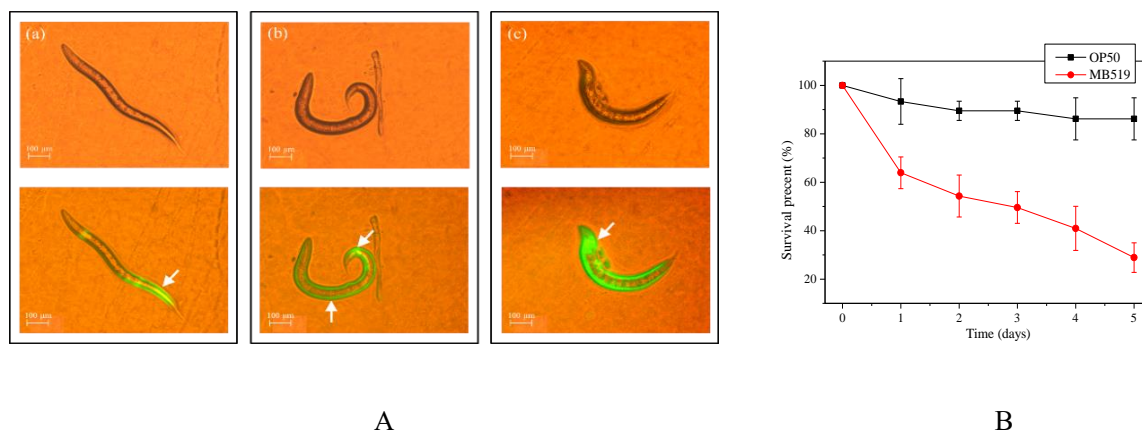 (a)
100 μm
100 μm
(b)
100 μm
100 μm
(c)
100 μm
100 μm
A
OP50
MB519
Survival precent (%)
100
80
60
40
20
0 1 2 3 4 5
Time (days)
B